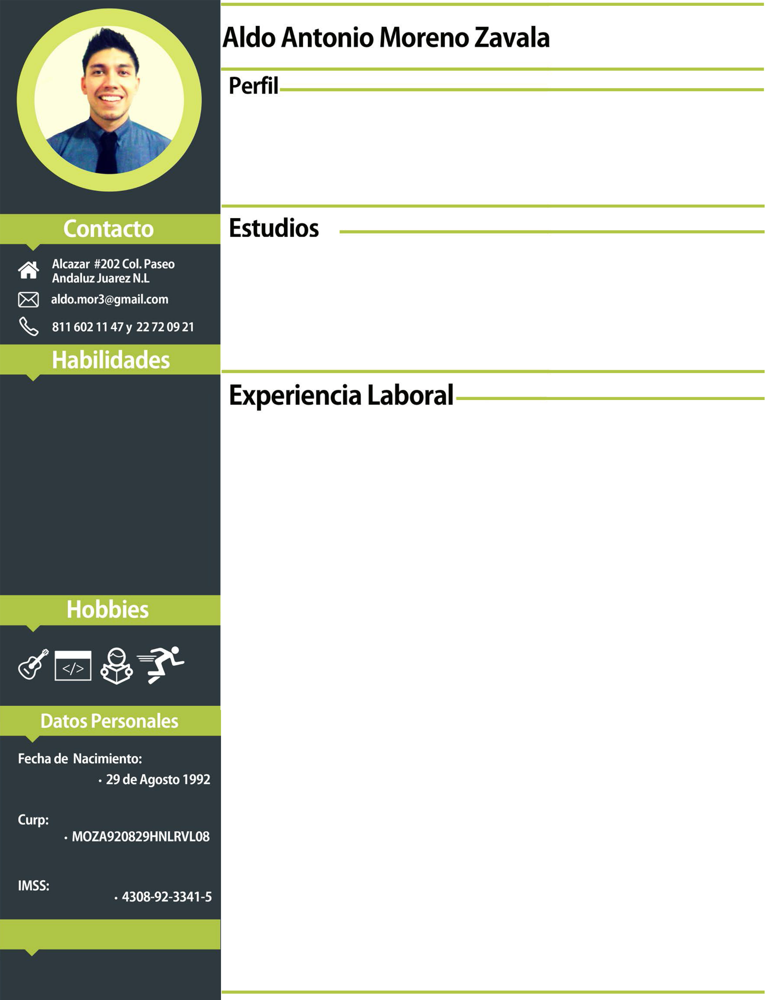 Aldo Antonio Moreno Zavala
Perfil
Estudios
Experiencia Laboral
Contacto
Alcazar #202 Col. Paseo
Andaluz Juarez N.L
aldo.mor3@gmail.com
811 602 11 47 y 22 72 09 21
Habilidades
Hobbies
</>
Datos Personales
Fecha de Nacimiento:
• 29 de Agosto 1992
Curp:
• MOZA920829HNLRVL08
IMSS:
• 4308-92-3341-5